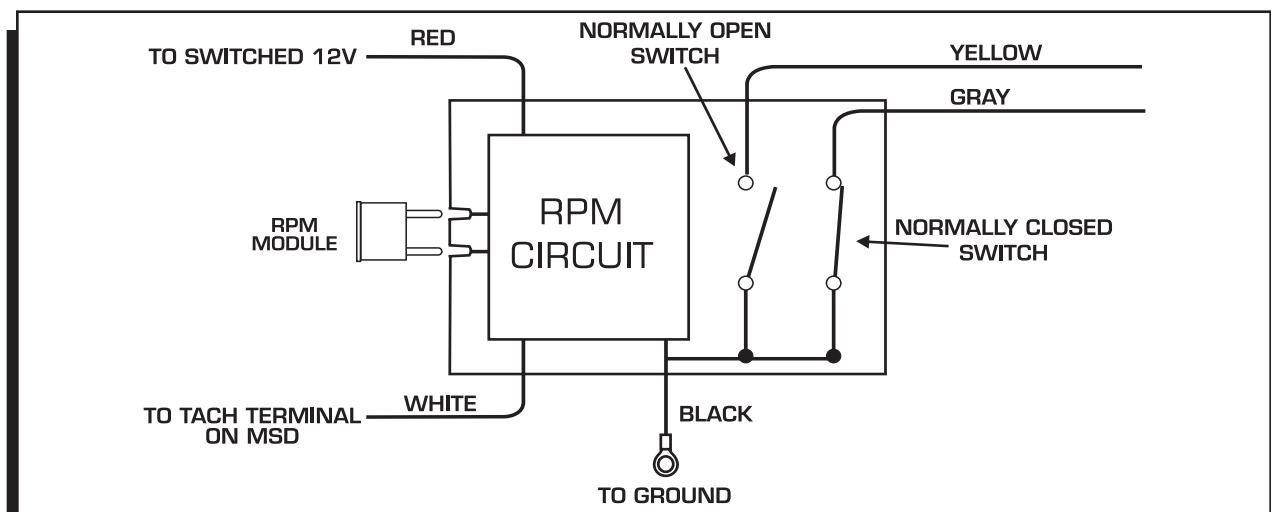 RED
TO SWITCHED 12V
NORMALLY OPEN
SWITCH
YELLOW
GRAY
RPM
MODULE
RPM
CIRCUIT
NORMALLY CLOSED
SWITCH
WHITE
TO TACH TERMINAL
ON MSD
BLACK
TO GROUND